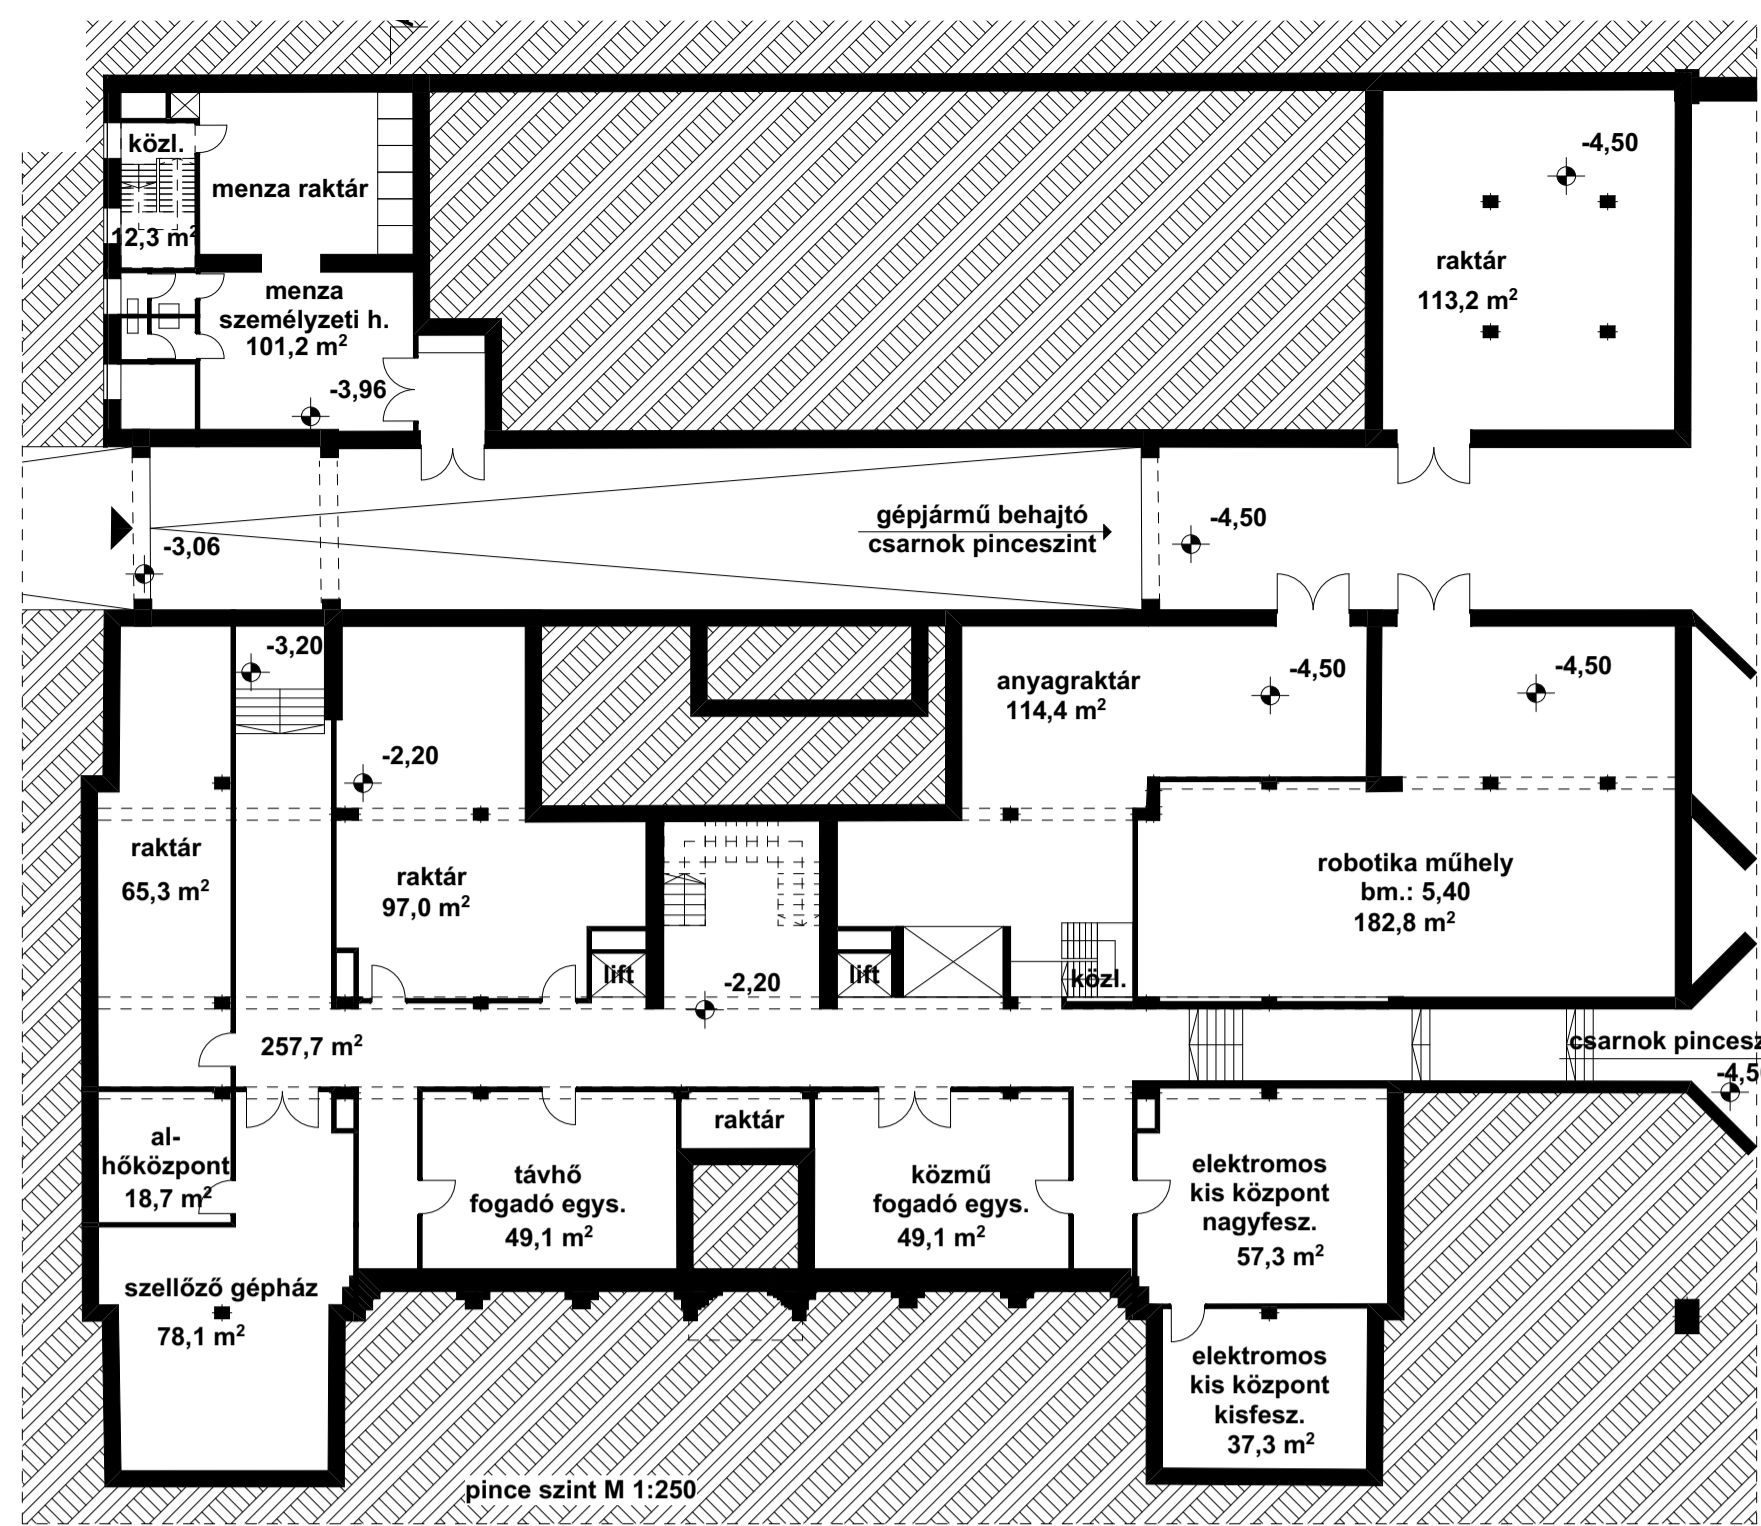 közl.
12,3 m²
menza raktár
menza
személyzeti h.
101,2 m²
-3,96
-4,50
raktár
113,2 m²
-3,06
gépjármű behajtó
csarnok pinceszint
-4,50
-3,20
-2,20
anyagraktár
114,4 m²
-4,50
-4,50
raktár
65,3 m²
raktár
97,0 m²
lift
-2,20
lift
közl.
robotika műhely
bm.: 5,40
182,8 m²
257,7 m²
csarnok pincesz
-4,5
al-
hőközpont
18,7 m²
távhő
fogadó egys.
49,1 m²
raktár
közmű
fogadó egys.
49,1 m²
elektromos
kis központ
nagyfesz.
57,3 m²
szellőző gépház
78,1 m²
elektromos
kis központ
kisfesz.
37,3 m²
pince szint M 1:250